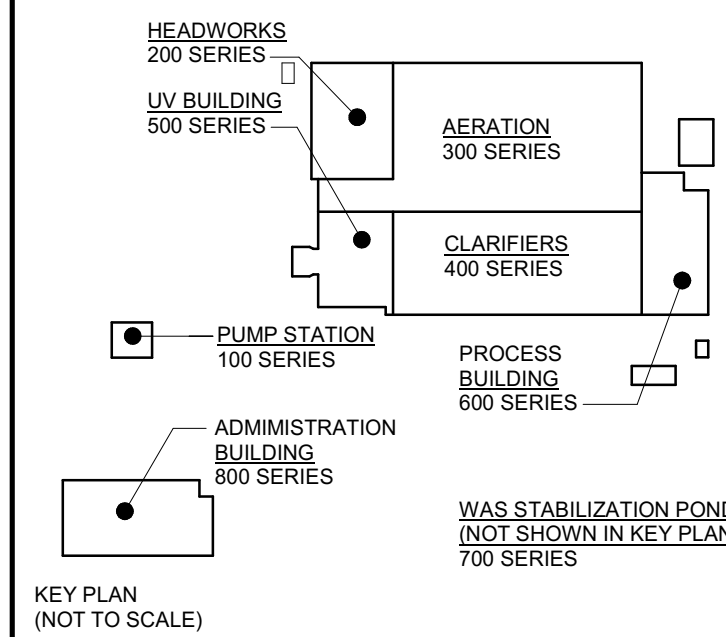 HEADWORKS
200 SERIES
UV BUILDING
500 SERIES
AERATION
300 SERIES
CLARIFIERS
400 SERIES
PUMP STATION
100 SERIES
PROCESS
BUILDING
600 SERIES
ADMIMISTRATION
BUILDING
800 SERIES
WAS STABILIZATION POND
(NOT SHOWN IN KEY PLAN
700 SERIES
KEY PLAN
(NOT TO SCALE)